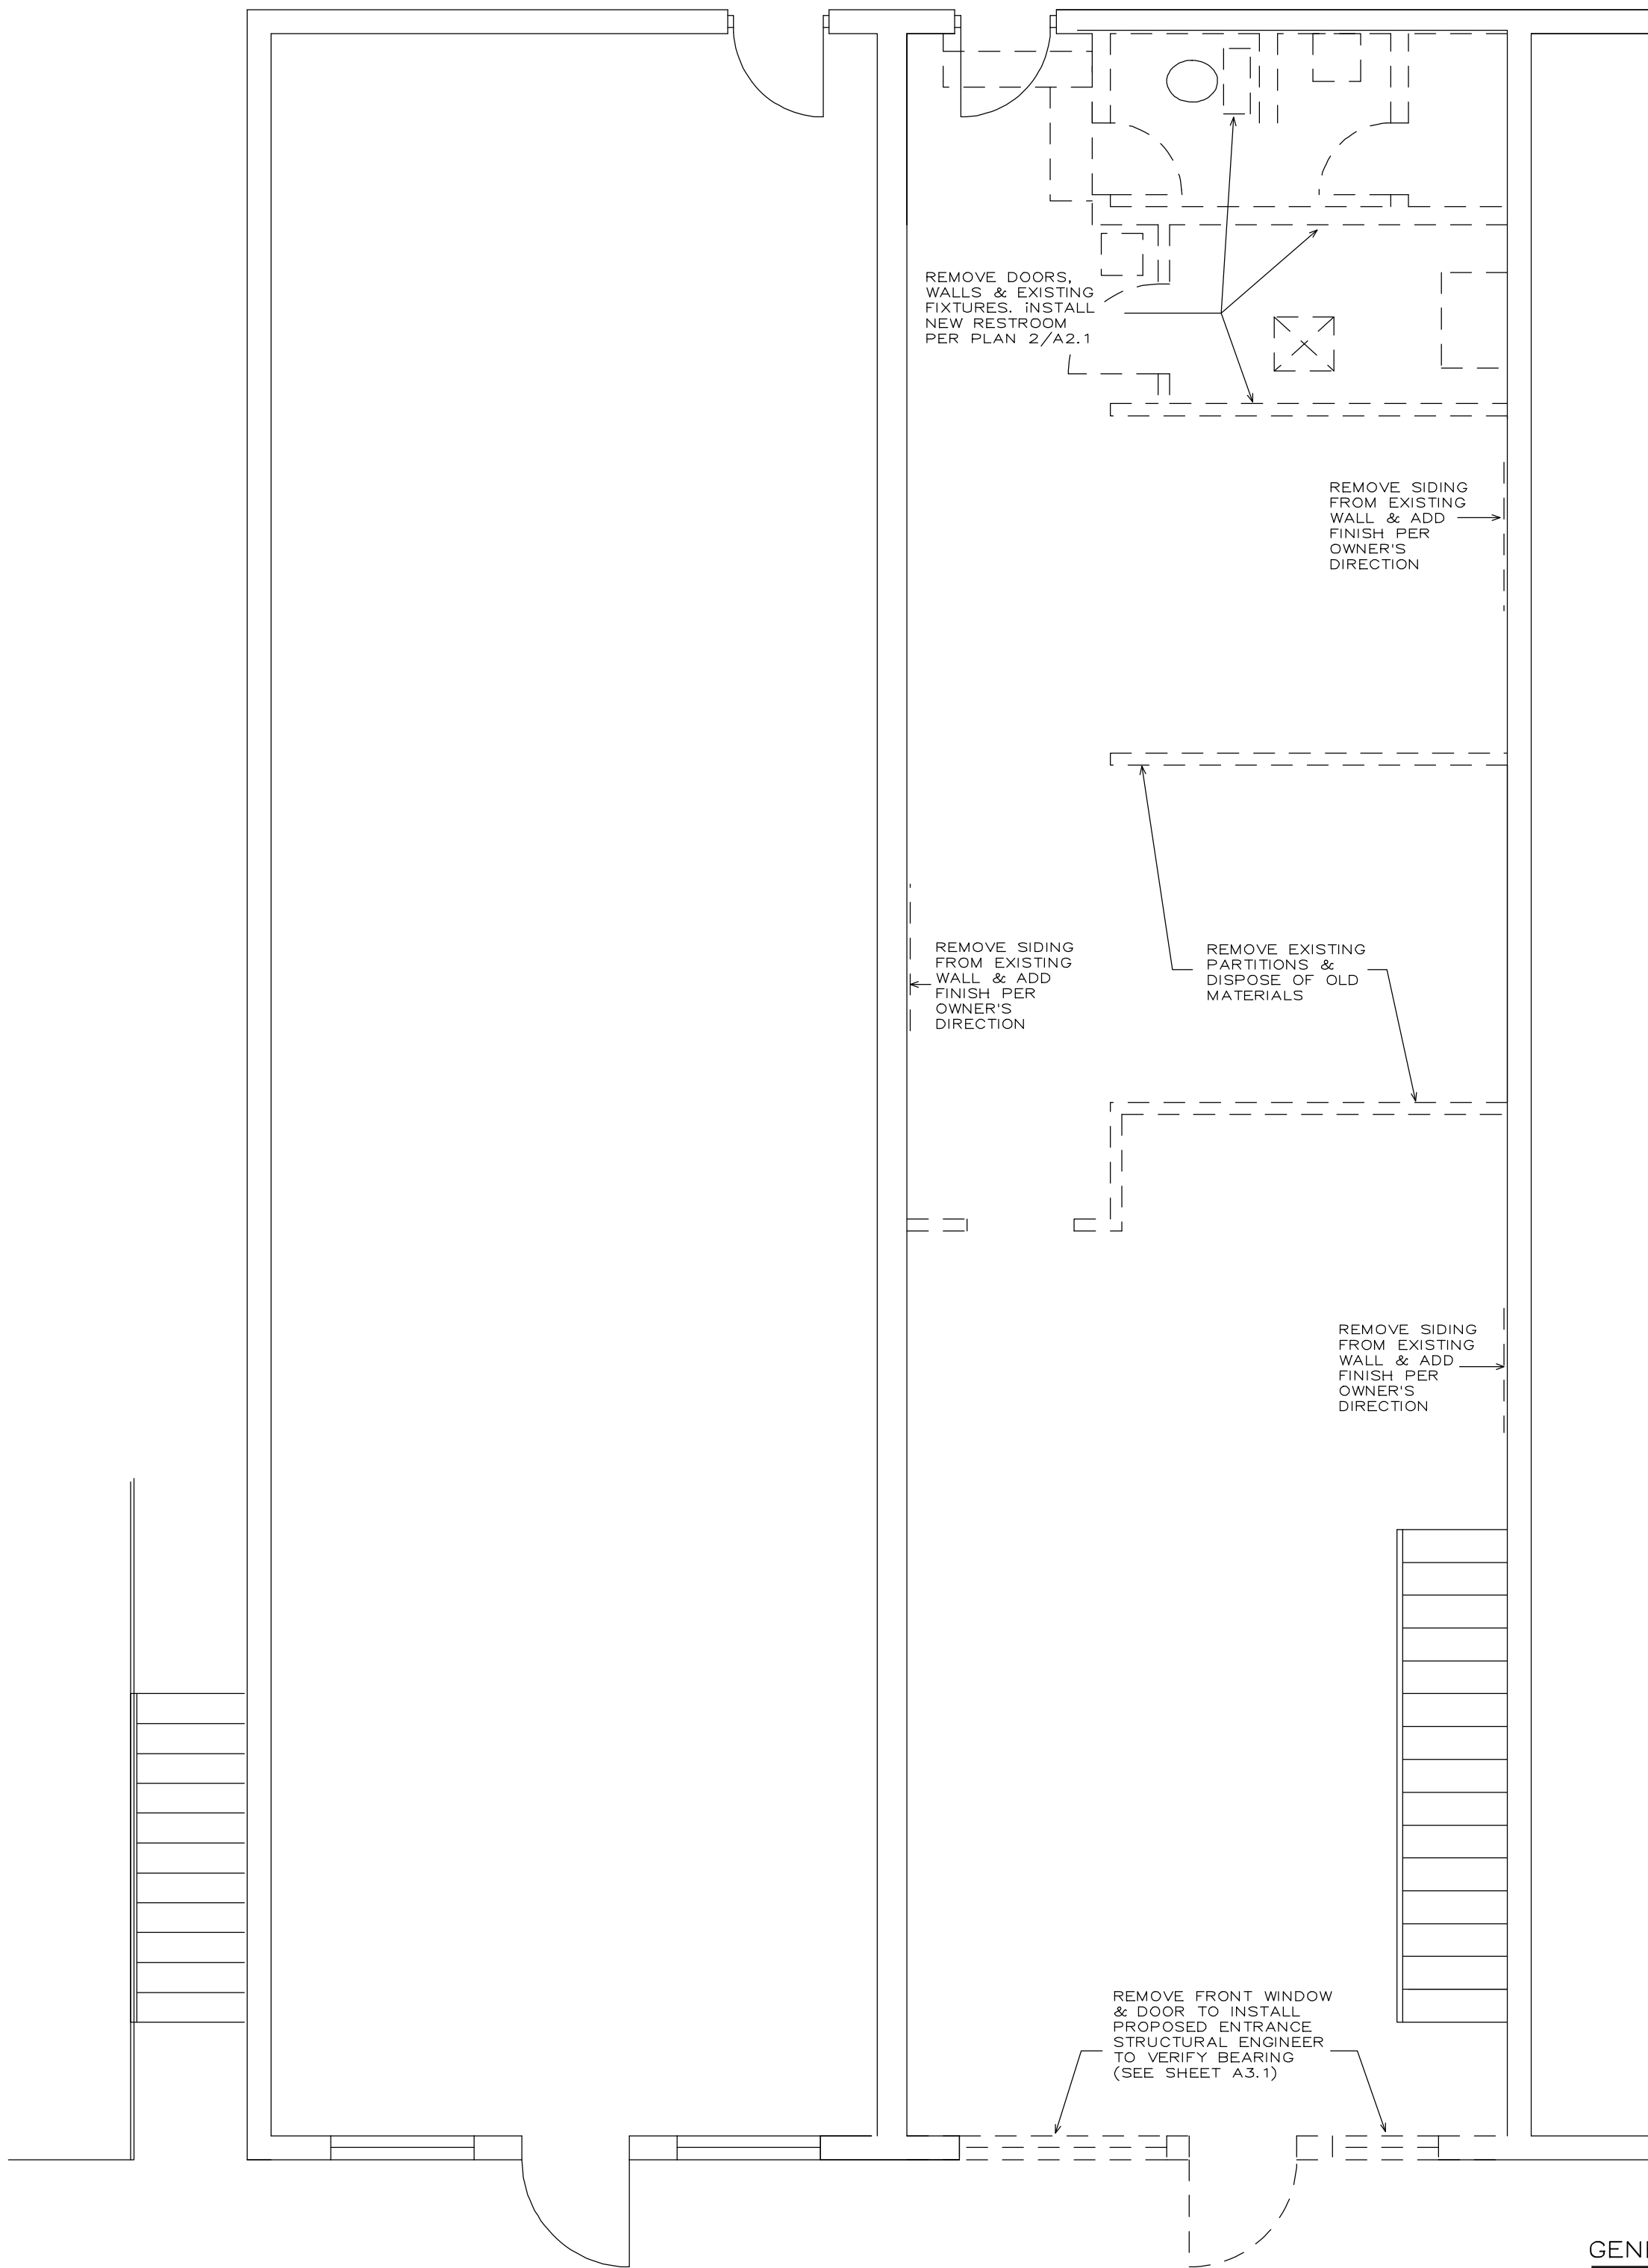 REMOVE DOORS,
WALLS & EXISTING
FIXTURES. iNSTALL
NEW RESTROOM
PER PLAN 2/A2.1
REMOVE SIDING
FROM EXISTING
WALL & ADD
FINISH PER
OWNER'S
DIRECTION
REMOVE SIDING
FROM EXISTING
WALL & ADD
FINISH PER
OWNER'S
DIRECTION
REMOVE EXISTING
PARTITIONS &
DISPOSE OF OLD
MATERIALS
REMOVE SIDING
FROM EXISTING
WALL & ADD
FINISH PER
OWNER'S
DIRECTION
REMOVE FRONT WINDOW
& DOOR TO INSTALL
PROPOSED ENTRANCE
STRUCTURAL ENGINEER
TO VERIFY BEARING
(SEE SHEET A3.1)